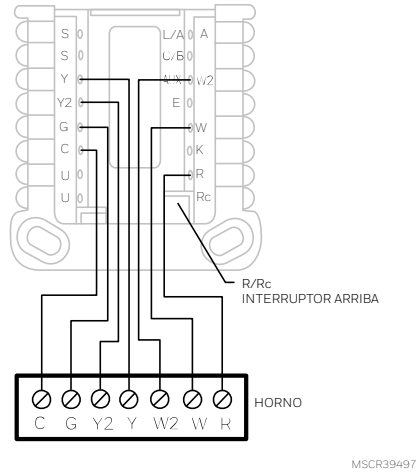 S L/A A
S O/B
Y AUX W2
Y2 E
G W
C K
U R
U Rc
R/Rc
INTERRUPTOR ARRIBA
HORNO
C G Y2 Y W2 W R
MSCR39497